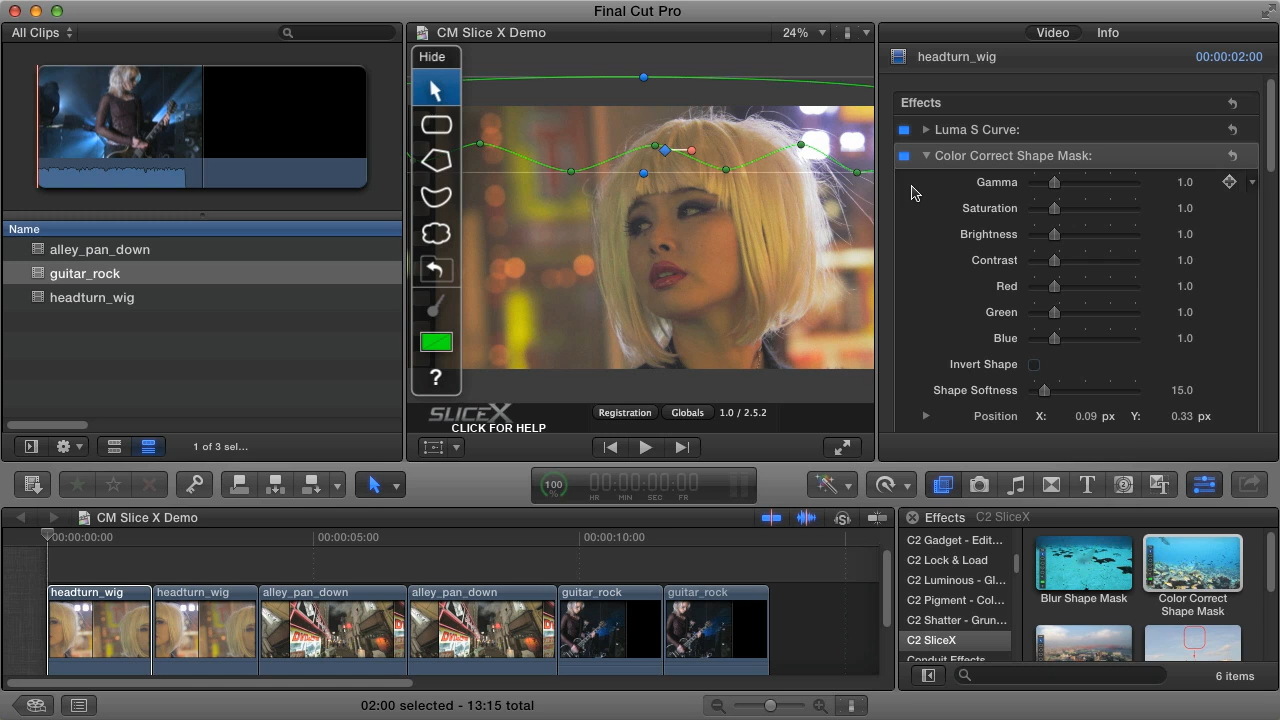 Final Cut Pro
All Clips
CM Slice X Demo
24%
Video
Info
Hide
headturn_wig
00:00:02:00
Effects
Luma S Curve:
Color Correct Shape Mask:
Gamma 1.0
Saturation 1.0
Brightness 1.0
Contrast 1.0
Red 1.0
Green 1.0
Blue 1.0
Invert Shape
Shape Softness 15.0
Position X: 0.09 px Y: 0.33 px
Name
alley_pan_down
guitar_rock
headturn_wig
?
SLICEX
CLICK FOR HELP
Registration
Globals
1.0 / 2.5.2
1 of 3 sel...
100
%
00:00:00:00
HR MIN SEC FR
T
CM Slice X Demo
00:00:00:00
00:00:05:00
00:00:10:00
headturn_wig
headturn_wig
alley_pan_down
alley_pan_down
guitar_rock
guitar_rock
Effects C2 SliceX
C2 Gadget - Edit...
C2 Lock & Load
C2 Luminous - Gl...
C2 Pigment - Col...
C2 Shatter - Grun...
C2 SliceX
Conduit Effects
Blur Shape Mask
Color Correct
Shape Mask
6 items
02:00 selected - 13:15 total